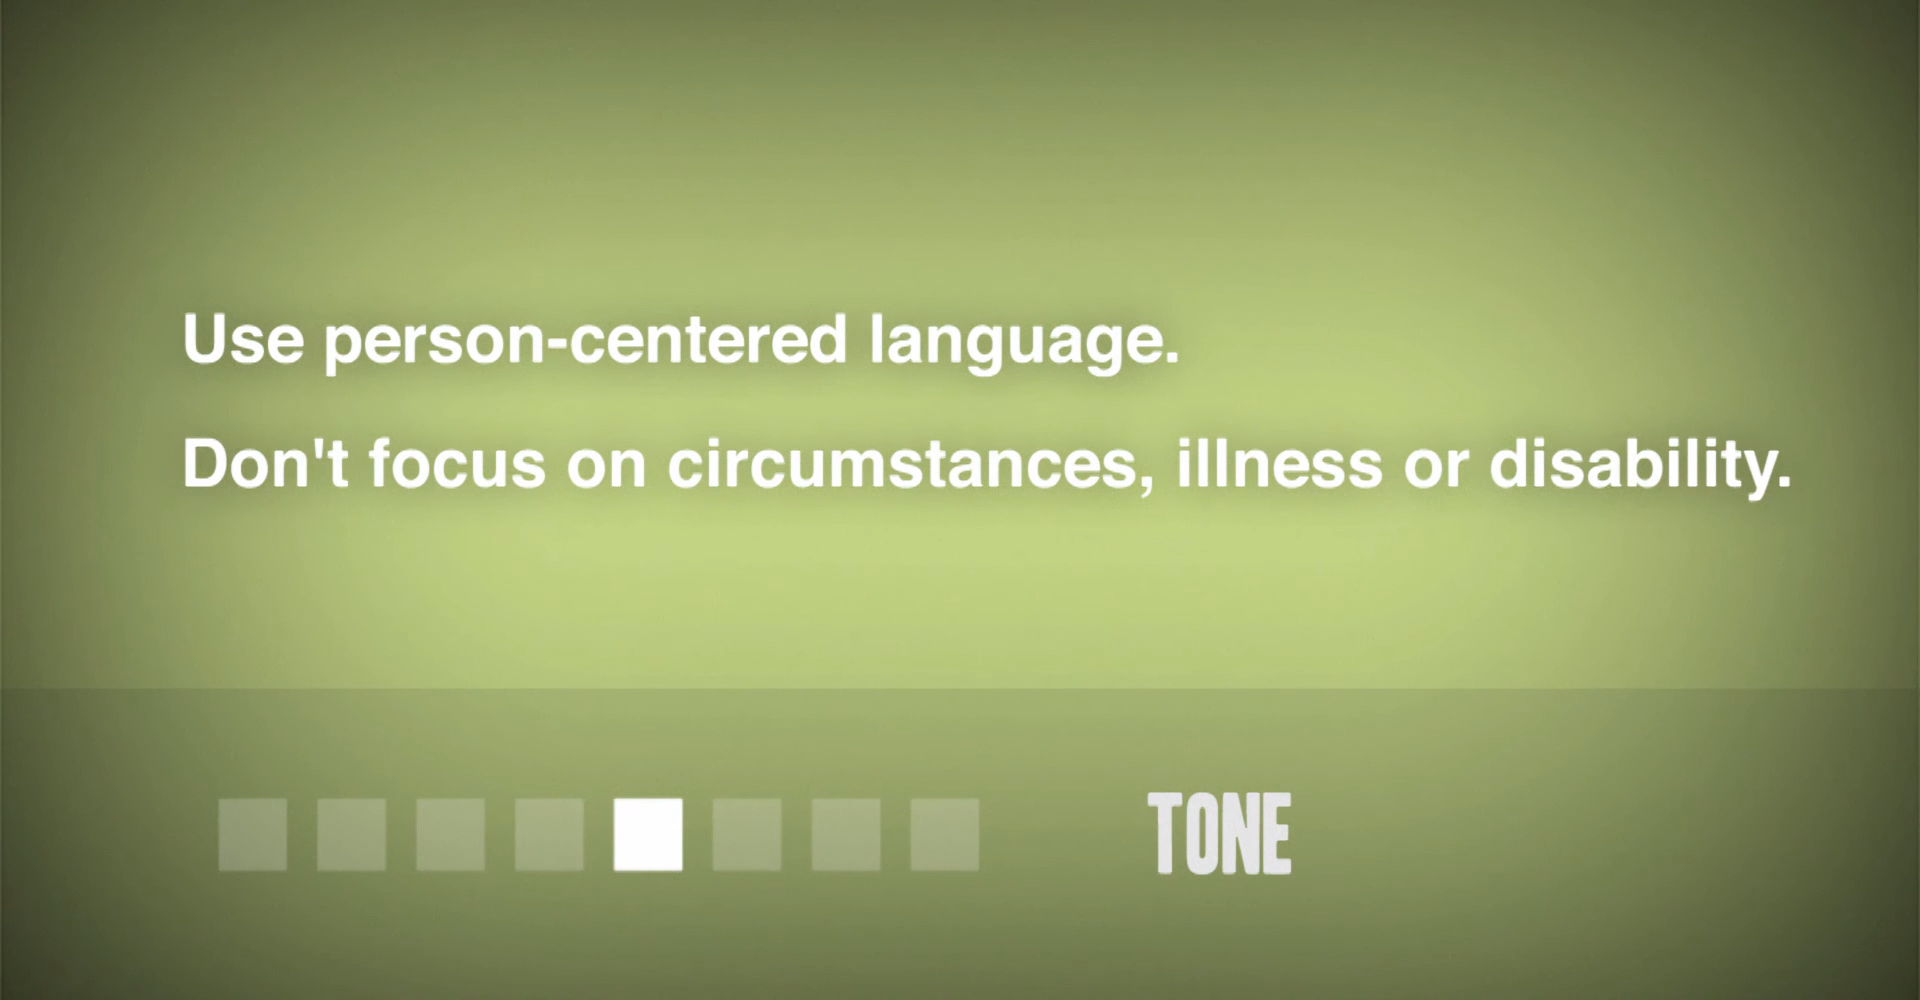 Use person-centered language.
Don't focus on circumstances, illness or disability.
TONE